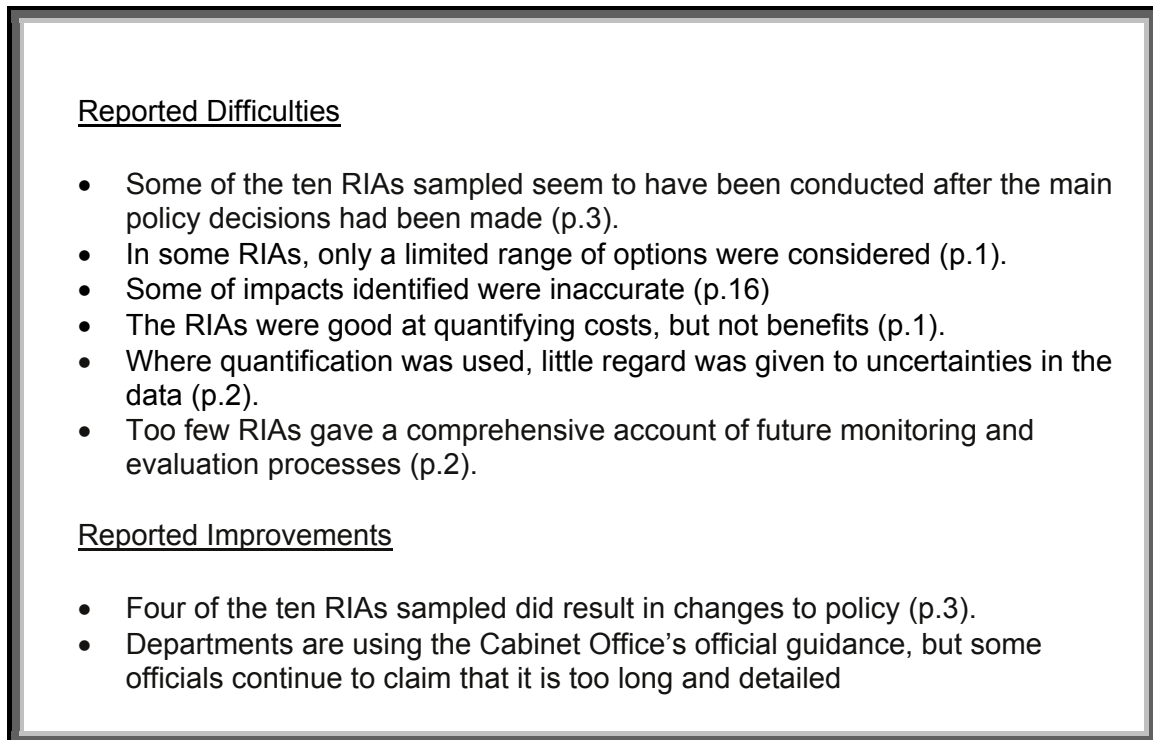 Reported Difficulties
• Some of the ten RIAs sampled seem to have been conducted after the main
policy decisions had been made (p.3).
• In some RIAs, only a limited range of options were considered (p.1).
• Some of impacts identified were inaccurate (p.16)
• The RIAs were good at quantifying costs, but not benefits (p.1).
• Where quantification was used, little regard was given to uncertainties in the
data (p.2).
• Too few RIAs gave a comprehensive account of future monitoring and
evaluation processes (p.2).
Reported Improvements
• Four of the ten RIAs sampled did result in changes to policy (p.3).
• Departments are using the Cabinet Office’s official guidance, but some
officials continue to claim that it is too long and detailed